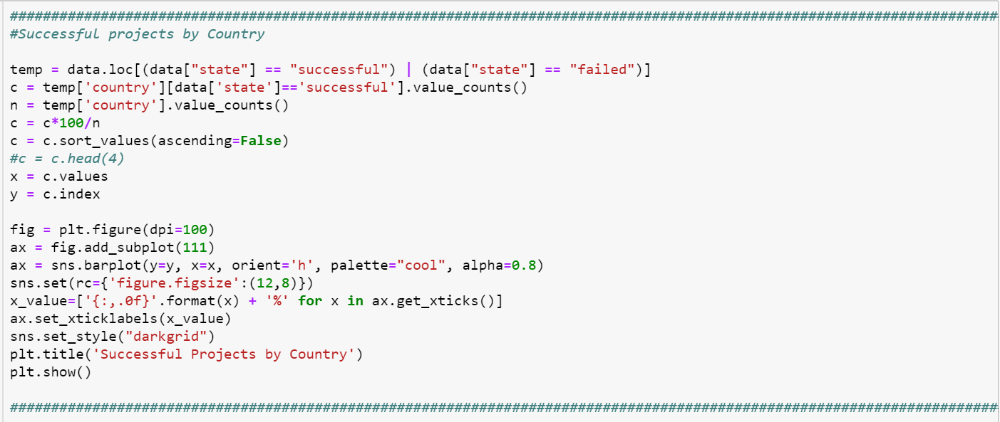 ########################################################################################################################
#Successful projects by Country
temp = data.loc[(data["state"] == "successful") | (data["state"] == "failed")]
c = temp['country'][data['state']=='successful'].value_counts()
n = temp['country'].value_counts()
c = c*100/n
c = c.sort_values(ascending=False)
#c = c.head(4)
x = c.values
y = c.index
fig = plt.figure(dpi=100)
ax = fig.add_subplot(111)
ax = sns.barplot(y=y, x=x, orient='h', palette="cool", alpha=0.8)
sns.set(rc={'figure.figsize':(12,8)})
x_value=['{:,.0f}'.format(x) + '%' for x in ax.get_xticks()]
ax.set_xticklabels(x_value)
sns.set_style("darkgrid")
plt.title('Successful Projects by Country')
plt.show()
########################################################################################################################